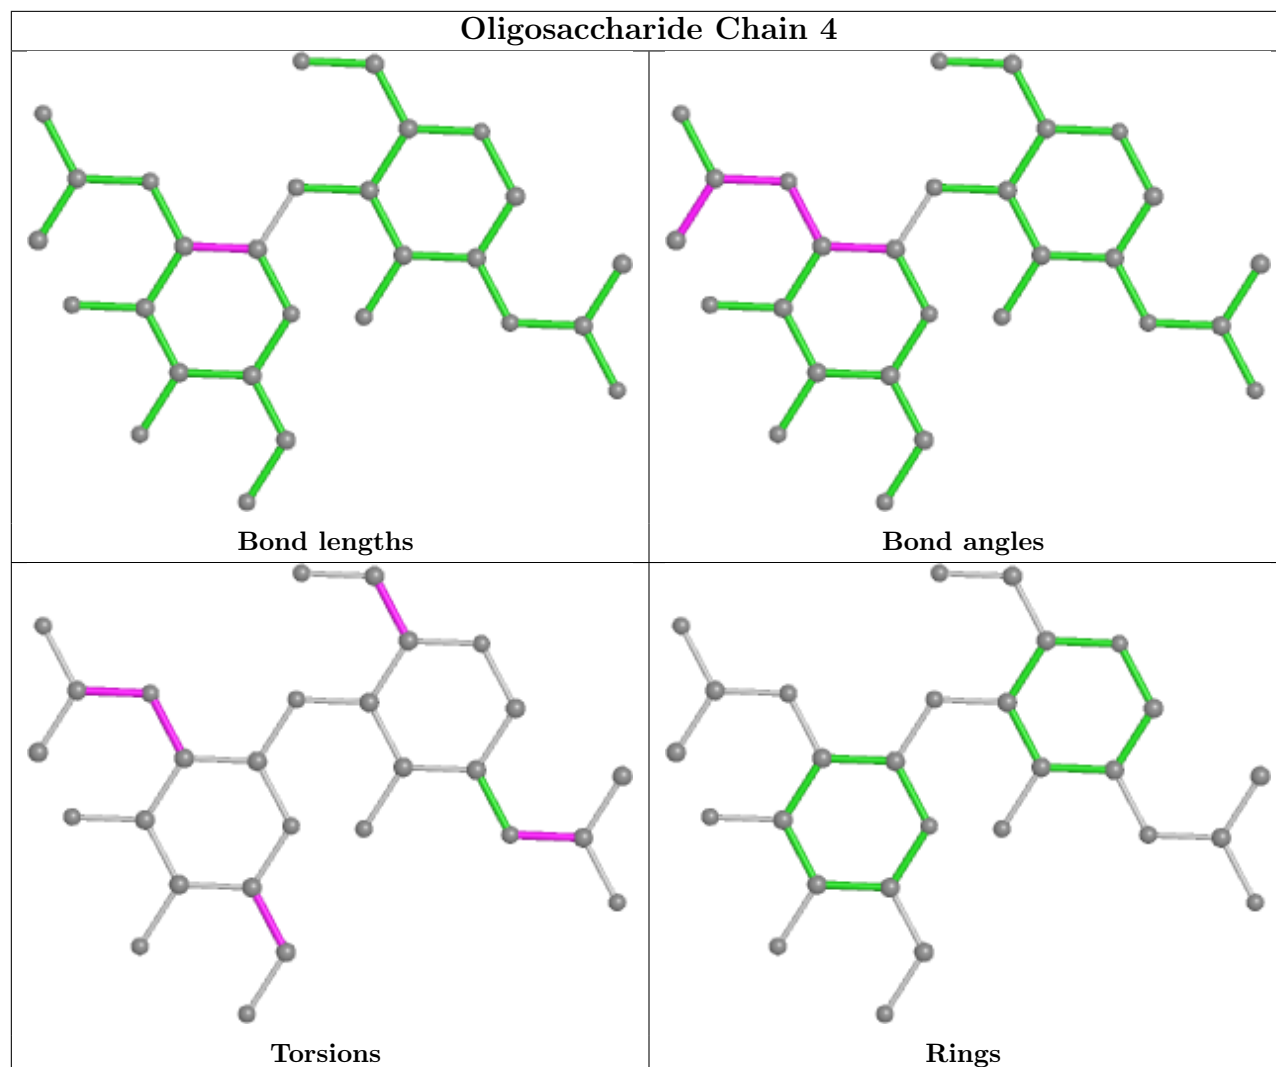 Oligosaccharide Chain 4
Bond lengths
Bond angles
Torsions
Rings